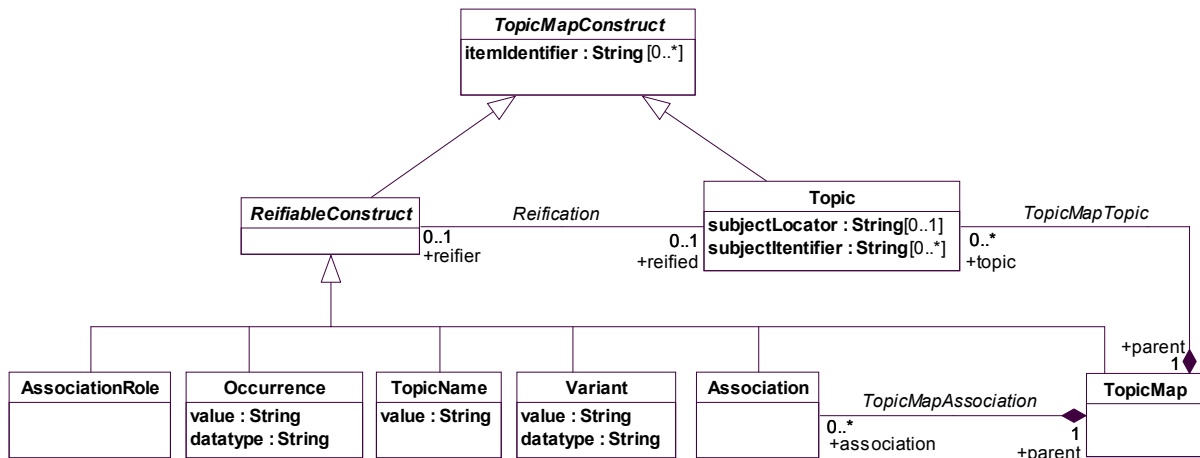 TopicMapConstruct
itemIdentifier : String [0..*]
ReifiableConstruct
Reification
0..1
+reifier
0..1
+reified
Topic
subjectLocator : String[0..1]
subjectItentifier : String[0..*]
TopicMapTopic
0..*
+topic
+parent
1
AssociationRole
Occurrence
value : String
datatype : String
TopicName
value : String
Variant
value : String
datatype : String
Association
TopicMapAssociation
0..*
+association
1
+parent
TopicMap